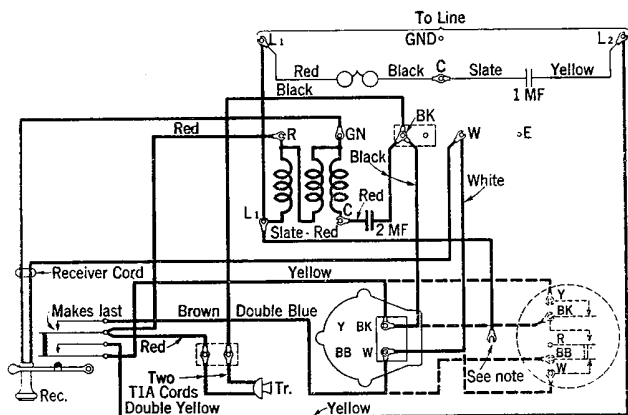 To Line
L1 GND L2
Red Black C Slate Yellow
Black 1 MF
BK
Red R GN W E
Black
Red White
L1 C 2 MF
Slate - Red
Receiver Cord Yellow
Y
Makes last Brown Double Blue BK
Y BK R
Red BB W BB
W
See note
Two
T1A Cords Tr.
Rec. Double Yellow Yellow